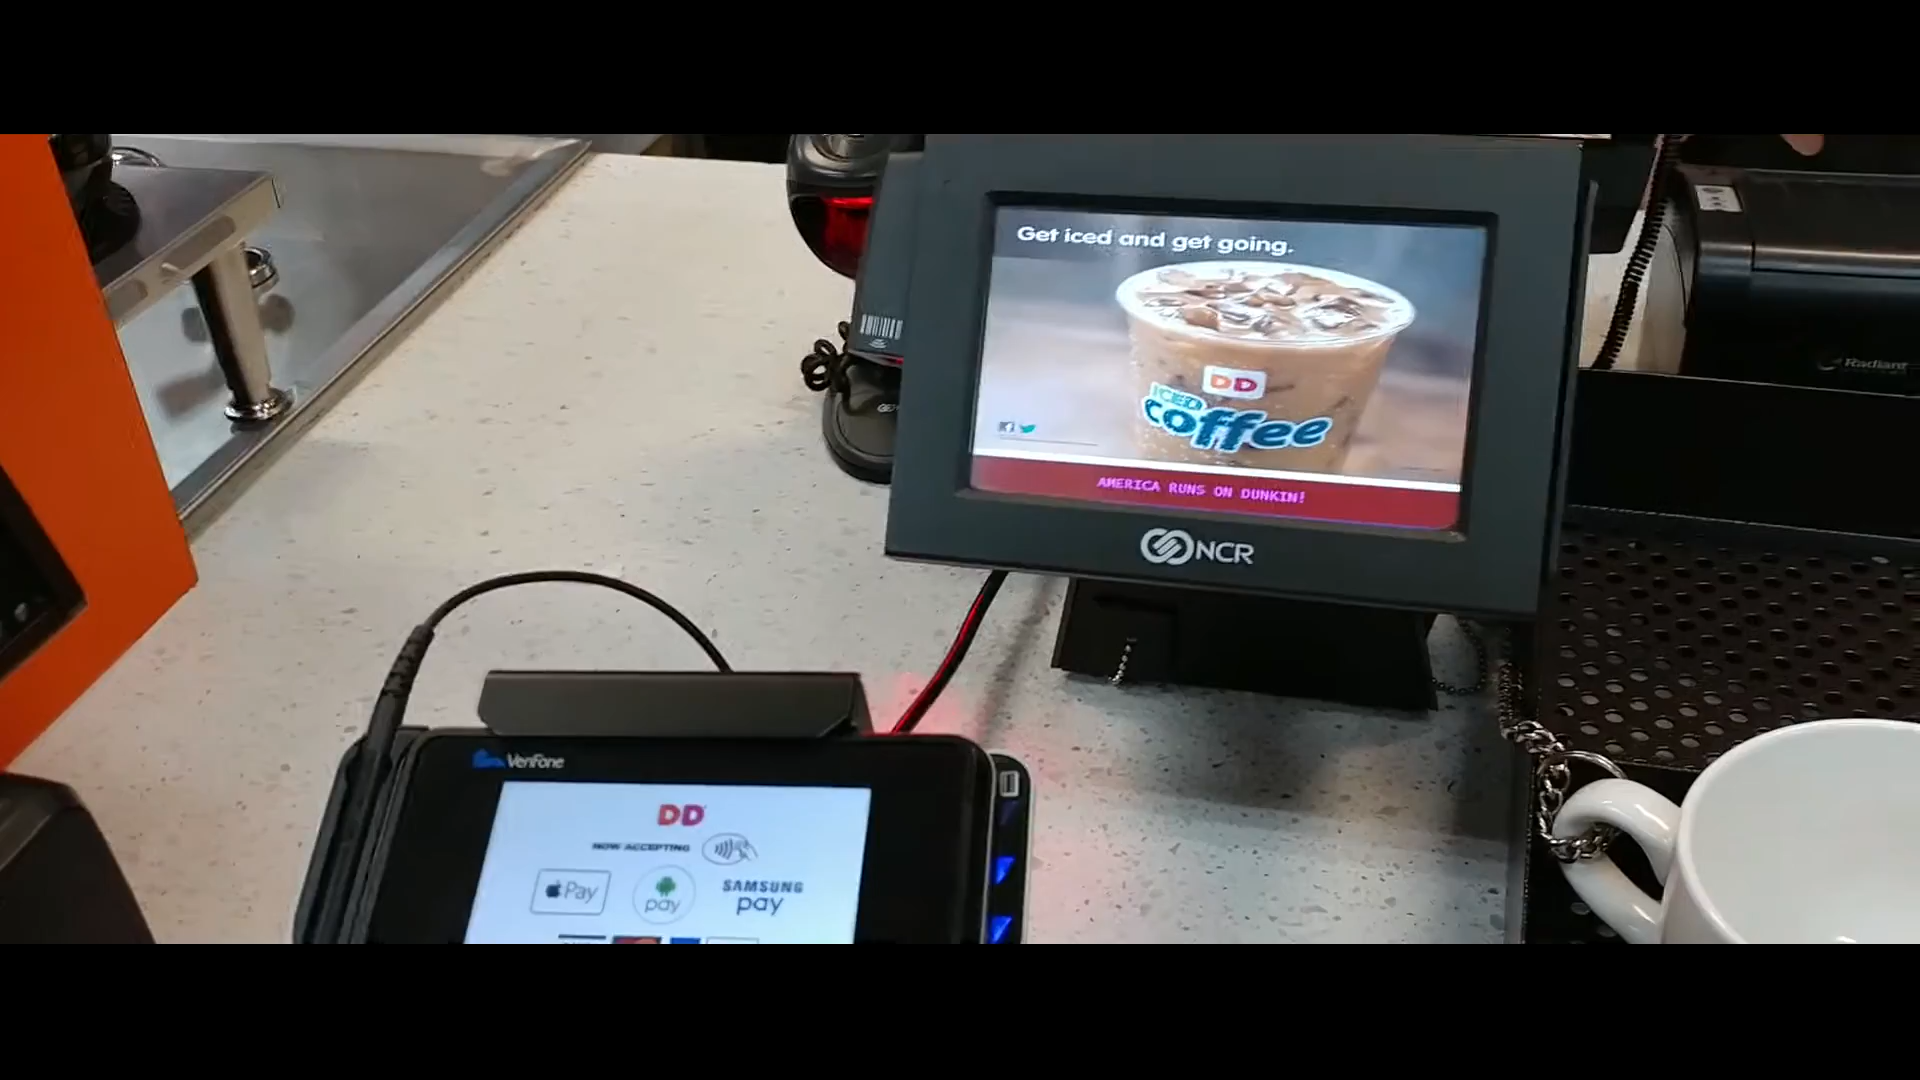 Get iced and get going.
DD
ICED
coffee
AMERICA RUNS ON DUNKIN!
NCR
Radiant
Verifone
DD
NOW ACCEPTING
Pay
pay
SAMSUNG
pay